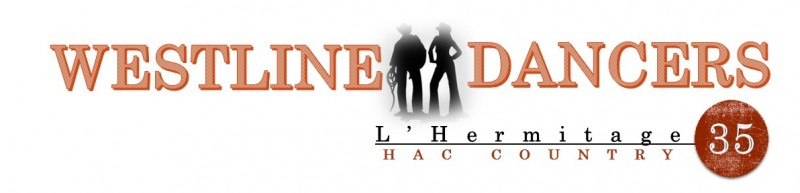 WESTLINE DANCERS
L'Hermitage 35
HAC COUNTRY